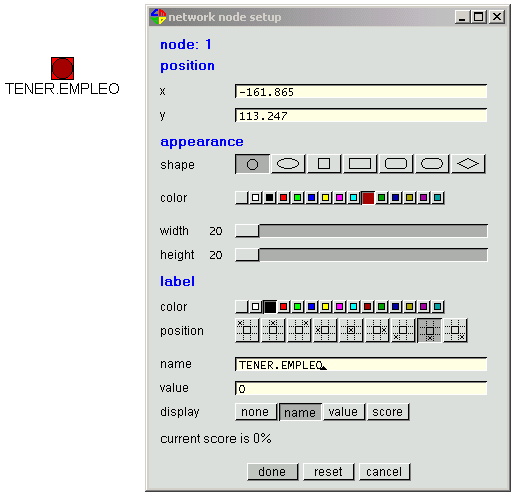 network node setup
node: 1
position
TENER.EMPLEO
x -161.865
y 113.247
appearance
shape
color
width 20
height 20
label
color
position
name TENER.EMPLEO
value 0
display none name value score
current score is 0%
done reset cancel